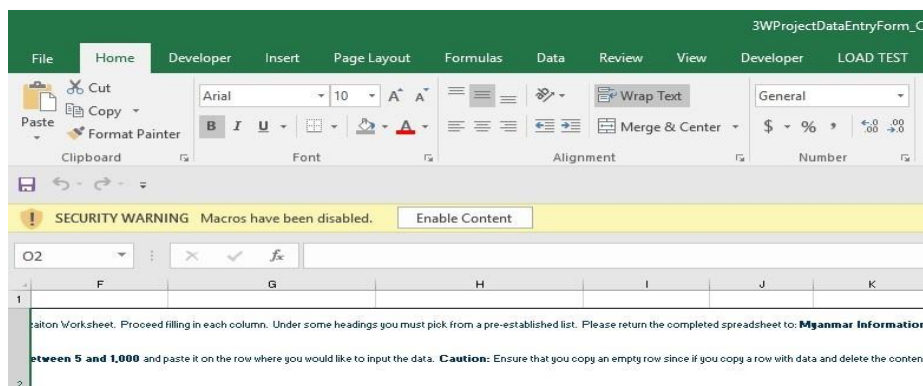 3WProjectDataEntryForm_C
File Home Developer Insert Page Layout Formulas Data Review View Developer LOAD TEST
Cut
Copy
Format Painter
Paste
Arial 10 A A Wrap Text General
B I U A Merge & Center $ % , .00 .00
Clipboard Font Alignment Number
SECURITY WARNING Macros have been disabled. Enable Content
O2 fx
F G H I J K
1
aiton Worksheet. Proceed filling in each column. Under some headings you must pick from a pre-established list. Please return the completed spreadsheet to: Myanmar Information
etween 5 and 1,000 and paste it on the row where you would like to input the data. Caution: Ensure that you copy an empty row since if you copy a row with data and delete the conten
2